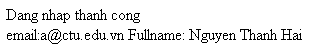 Dang nhap thanh cong
email:a@ctu.edu.vn Fullname: Nguyen Thanh Hai